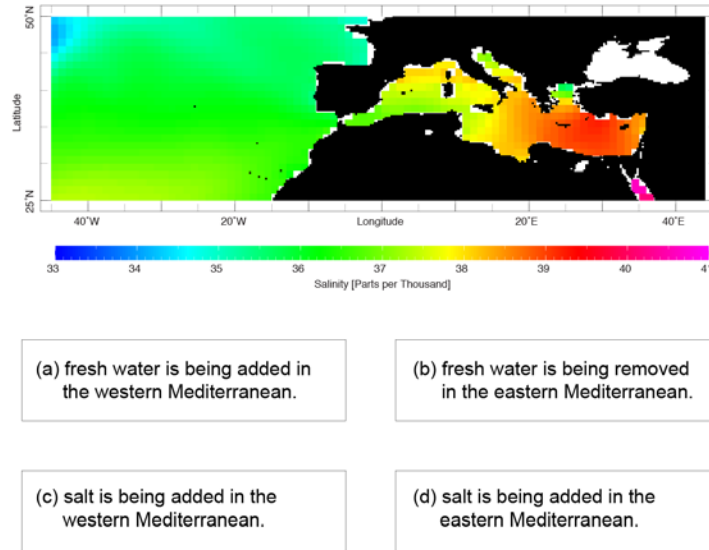 50°N
Latitude
25°N
40°W 20°W Longitude 20°E 40°E
33 34 35 36 37 38 39 40 41
Salinity [Parts per Thousand]
(a) fresh water is being added in
the western Mediterranean.
(b) fresh water is being removed
in the eastern Mediterranean.
(c) salt is being added in the
western Mediterranean.
(d) salt is being added in the
eastern Mediterranean.